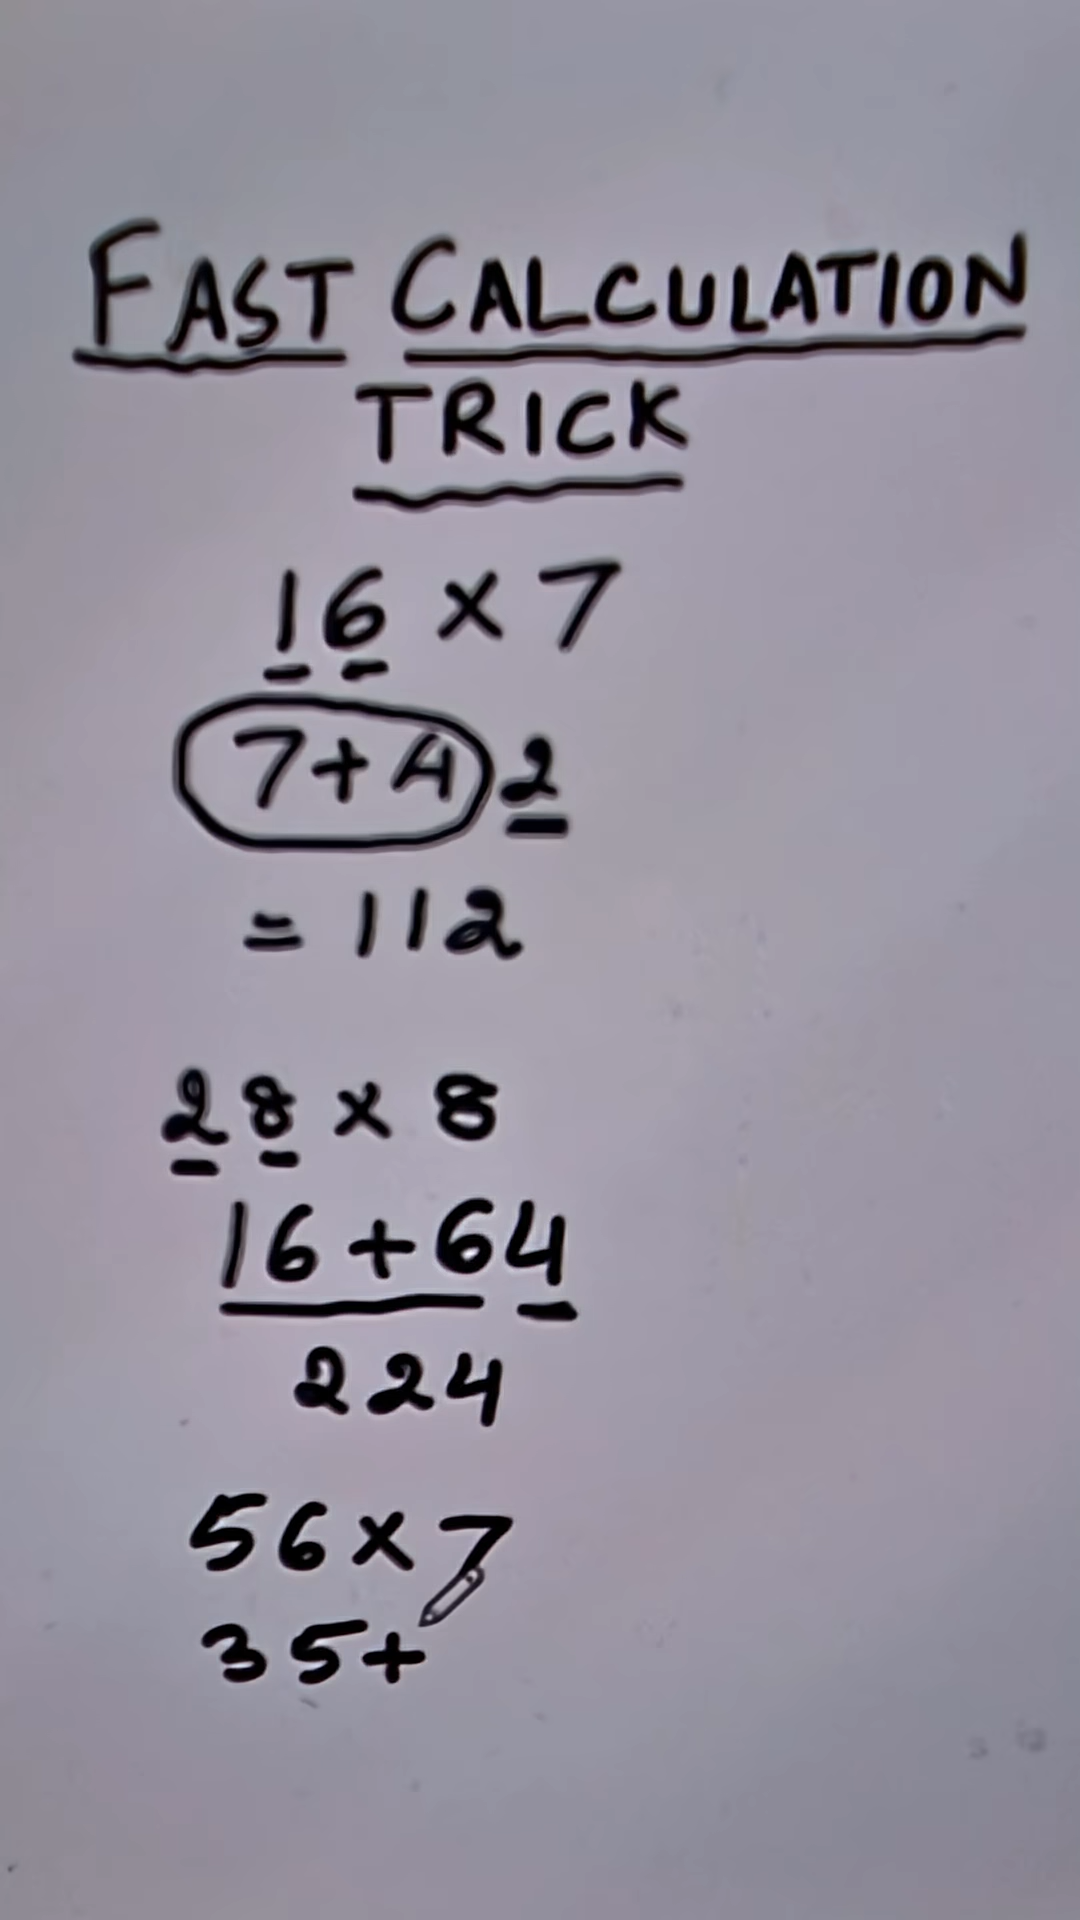 FAST CALCULATION
TRICK
16 × 7
7+4 2
= 112
28 × 8
16 + 64
224
56×7
35+